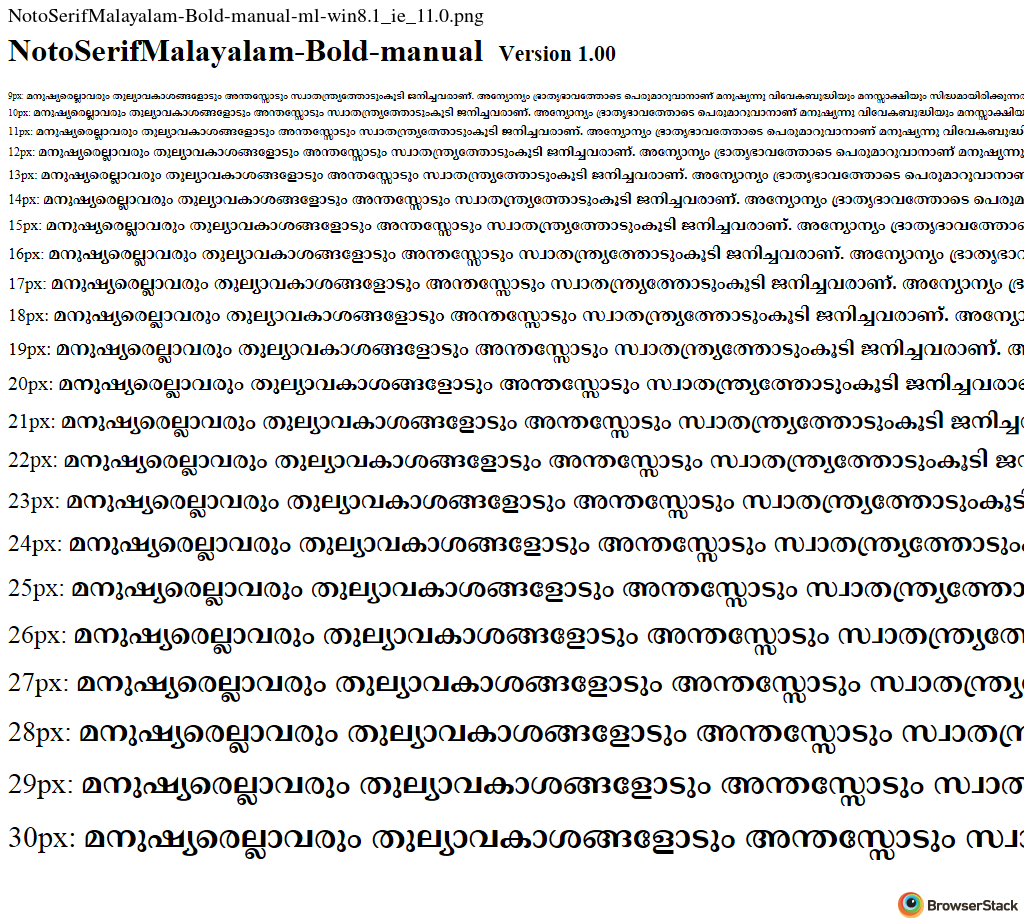 NotoSerifMalayalam-Bold-manual-ml-win8.1_ie_11.0.png
NotoSerifMalayalam-Bold-manual Version 1.00
9px: മനുഷ്യരെല്ലാവരും തുല്യാവകാശങ്ങളോടും അന്തസ്സോടും സ്വാതന്ത്ര്യത്തോടുംകൂടി ജനിച്ചവരാണ്. അന്യോന്യം ഭ്രാതൃഭാവത്തോടെ പെരുമാറുവാനാണ് മനുഷ്യന്നു വിവേകബുദ്ധിയും മനസ്സാക്ഷിയും സിദ്ധമായിരിക്കുന്നത
10px: മനുഷ്യരെല്ലാവരും തുല്യാവകാശങ്ങളോടും അന്തസ്സോടും സ്വാതന്ത്ര്യത്തോടുംകൂടി ജനിച്ചവരാണ്. അന്യോന്യം ഭ്രാതൃഭാവത്തോടെ പെരുമാറുവാനാണ് മനുഷ്യന്നു വിവേകബുദ്ധിയും മനസ്സാക്ഷിയ
11px: മനുഷ്യരെല്ലാവരും തുല്യാവകാശങ്ങളോടും അന്തസ്സോടും സ്വാതന്ത്ര്യത്തോടുംകൂടി ജനിച്ചവരാണ്. അന്യോന്യം ഭ്രാതൃഭാവത്തോടെ പെരുമാറുവാനാണ് മനുഷ്യന്നു വിവേകബുദ്ധി
12px: മനുഷ്യരെല്ലാവരും തുല്യാവകാശങ്ങളോടും അന്തസ്സോടും സ്വാതന്ത്ര്യത്തോടുംകൂടി ജനിച്ചവരാണ്. അന്യോന്യം ഭ്രാതൃഭാവത്തോടെ പെരുമാറുവാനാണ് മനുഷ്യന്നു
13px: മനുഷ്യരെല്ലാവരും തുല്യാവകാശങ്ങളോടും അന്തസ്സോടും സ്വാതന്ത്ര്യത്തോടുംകൂടി ജനിച്ചവരാണ്. അന്യോന്യം ഭ്രാതൃഭാവത്തോടെ പെരുമാറുവാനാണ
14px: മനുഷ്യരെല്ലാവരും തുല്യാവകാശങ്ങളോടും അന്തസ്സോടും സ്വാതന്ത്ര്യത്തോടുംകൂടി ജനിച്ചവരാണ്. അന്യോന്യം ഭ്രാതൃഭാവത്തോടെ പെരുമ
15px: മനുഷ്യരെല്ലാവരും തുല്യാവകാശങ്ങളോടും അന്തസ്സോടും സ്വാതന്ത്ര്യത്തോടുംകൂടി ജനിച്ചവരാണ്. അന്യോന്യം ഭ്രാതൃഭാവത്തോ
16px: മനുഷ്യരെല്ലാവരും തുല്യാവകാശങ്ങളോടും അന്തസ്സോടും സ്വാതന്ത്ര്യത്തോടുംകൂടി ജനിച്ചവരാണ്. അന്യോന്യം ഭ്രാതൃഭാവ
17px: മനുഷ്യരെല്ലാവരും തുല്യാവകാശങ്ങളോടും അന്തസ്സോടും സ്വാതന്ത്ര്യത്തോടുംകൂടി ജനിച്ചവരാണ്. അന്യോന്യം ഭ്ര
18px: മനുഷ്യരെല്ലാവരും തുല്യാവകാശങ്ങളോടും അന്തസ്സോടും സ്വാതന്ത്ര്യത്തോടുംകൂടി ജനിച്ചവരാണ്. അന്യോ
19px: മനുഷ്യരെല്ലാവരും തുല്യാവകാശങ്ങളോടും അന്തസ്സോടും സ്വാതന്ത്ര്യത്തോടുംകൂടി ജനിച്ചവരാണ്. അ
20px: മനുഷ്യരെല്ലാവരും തുല്യാവകാശങ്ങളോടും അന്തസ്സോടും സ്വാതന്ത്ര്യത്തോടുംകൂടി ജനിച്ചവരാണ
21px: മനുഷ്യരെല്ലാവരും തുല്യാവകാശങ്ങളോടും അന്തസ്സോടും സ്വാതന്ത്ര്യത്തോടുംകൂടി ജനിച്ചവ
22px: മനുഷ്യരെല്ലാവരും തുല്യാവകാശങ്ങളോടും അന്തസ്സോടും സ്വാതന്ത്ര്യത്തോടുംകൂടി ജന
23px: മനുഷ്യരെല്ലാവരും തുല്യാവകാശങ്ങളോടും അന്തസ്സോടും സ്വാതന്ത്ര്യത്തോടുംകൂട
24px: മനുഷ്യരെല്ലാവരും തുല്യാവകാശങ്ങളോടും അന്തസ്സോടും സ്വാതന്ത്ര്യത്തോടും
25px: മനുഷ്യരെല്ലാവരും തുല്യാവകാശങ്ങളോടും അന്തസ്സോടും സ്വാതന്ത്ര്യത്തോ
26px: മനുഷ്യരെല്ലാവരും തുല്യാവകാശങ്ങളോടും അന്തസ്സോടും സ്വാതന്ത്ര്യത്ത
27px: മനുഷ്യരെല്ലാവരും തുല്യാവകാശങ്ങളോടും അന്തസ്സോടും സ്വാതന്ത്ര്യ
28px: മനുഷ്യരെല്ലാവരും തുല്യാവകാശങ്ങളോടും അന്തസ്സോടും സ്വാതന്ത്ര
29px: മനുഷ്യരെല്ലാവരും തുല്യാവകാശങ്ങളോടും അന്തസ്സോടും സ്വാത
30px: മനുഷ്യരെല്ലാവരും തുല്യാവകാശങ്ങളോടും അന്തസ്സോടും സ്വാ
BrowserStack